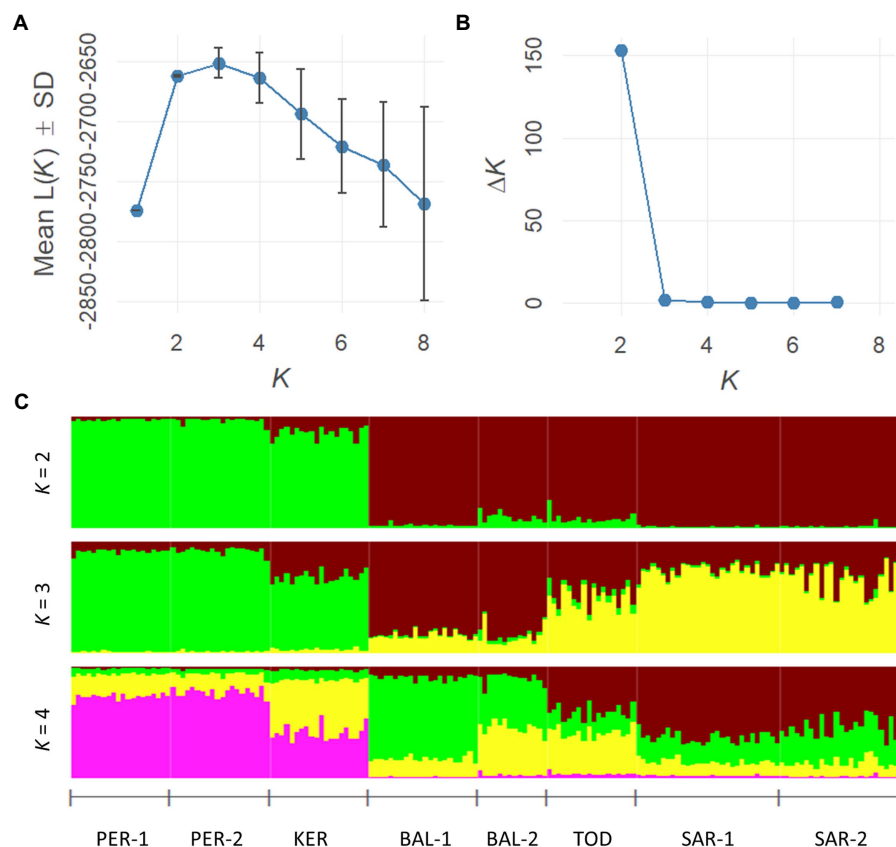 A
Mean L(K) ± SD
-2650
-2700
-2750
-2800
-2850
2 4 6 8
K
B
ΔK
150
100
50
0
2 4 6 8
K
C
K = 2
K = 3
K = 4
PER-1 PER-2 KER BAL-1 BAL-2 TOD SAR-1 SAR-2